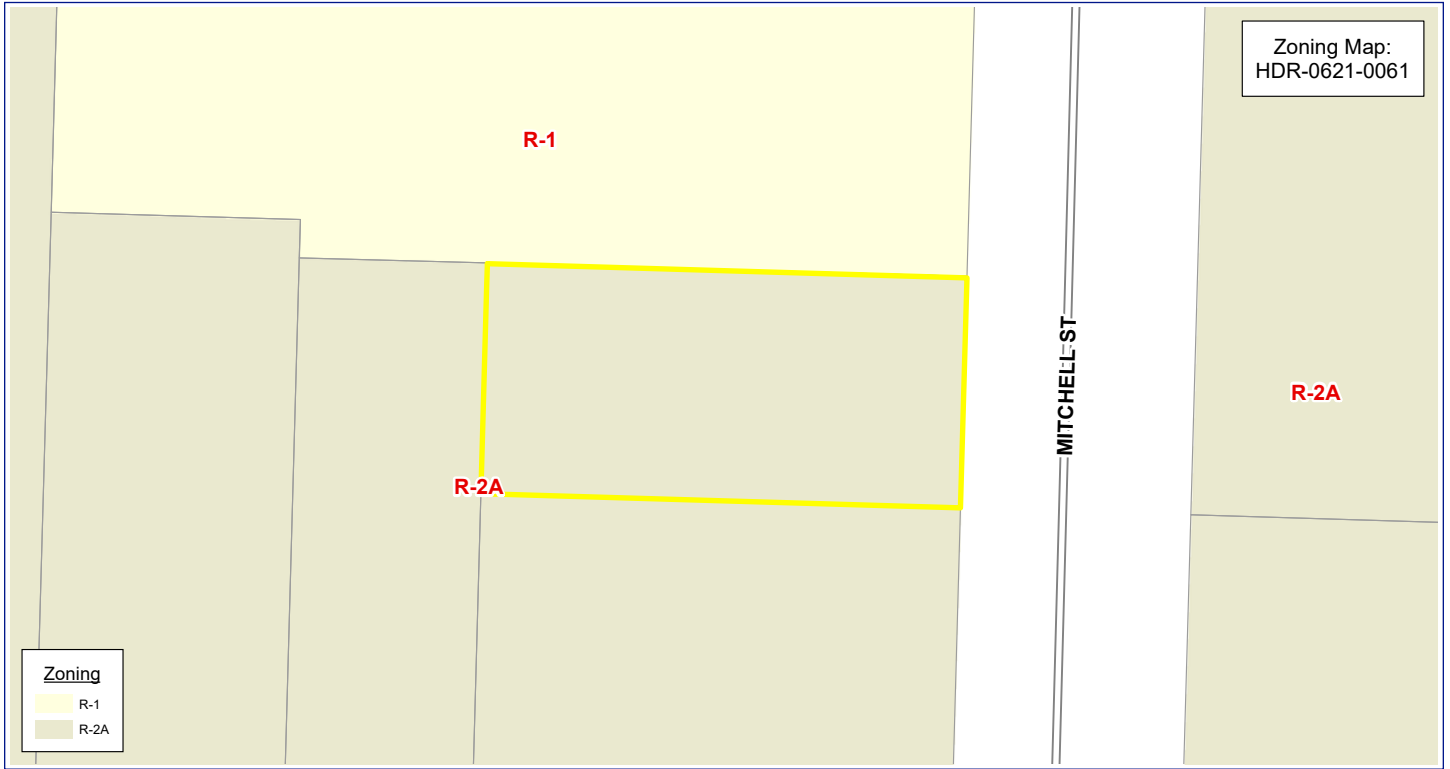 Zoning Map:
HDR-0621-0061
R-1
MITCHELL ST
R-2A
R-2A
Zoning
R-1
R-2A